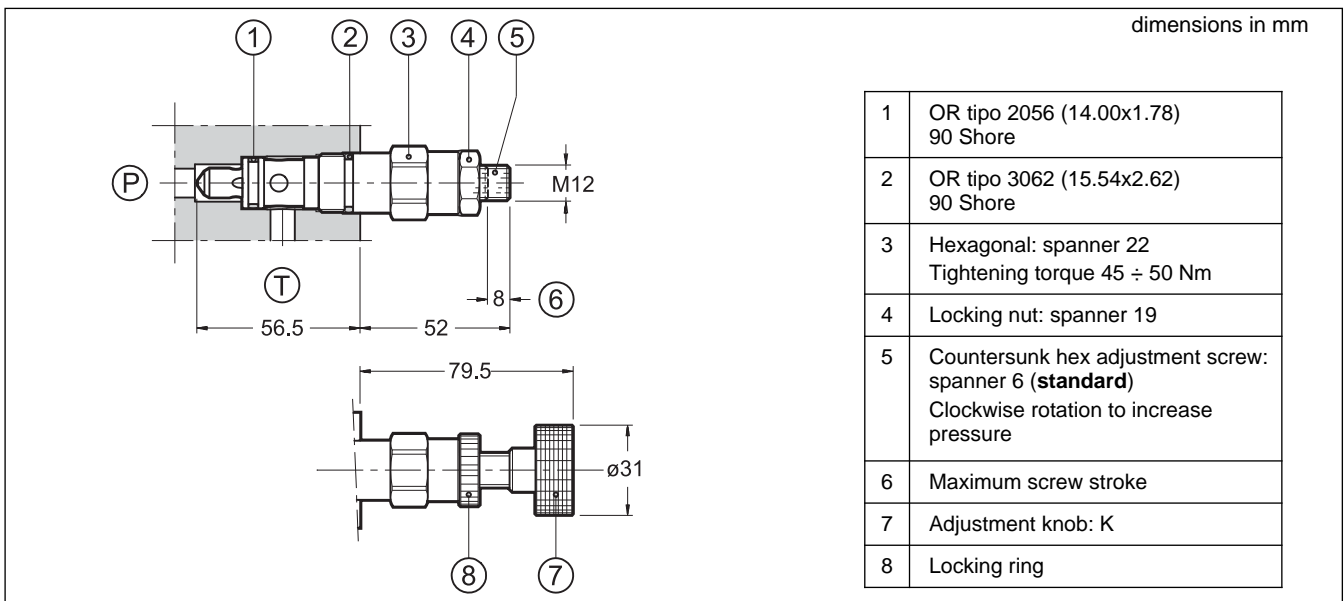 dimensions in mm
1 2 3 4 5
P
M12
T
8 6
56.5 52
79.5
ø31
8 7
1 OR tipo 2056 (14.00x1.78)
90 Shore
2 OR tipo 3062 (15.54x2.62)
90 Shore
3 Hexagonal: spanner 22
Tightening torque 45 ÷ 50 Nm
4 Locking nut: spanner 19
5 Countersunk hex adjustment screw:
spanner 6 (standard)
Clockwise rotation to increase
pressure
6 Maximum screw stroke
7 Adjustment knob: K
8 Locking ring